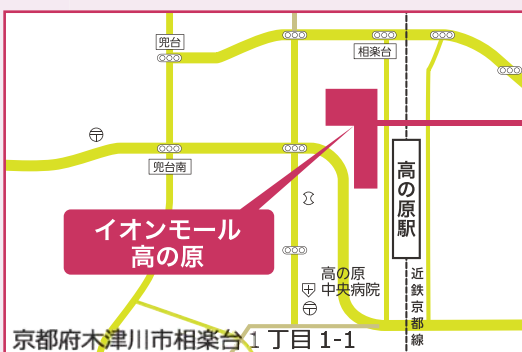 兜台
相楽台
兜台南
高の原駅
イオンモール
高の原
高の原
中央病院
近鉄京都線
京都府木津川市相楽台1丁目1-1